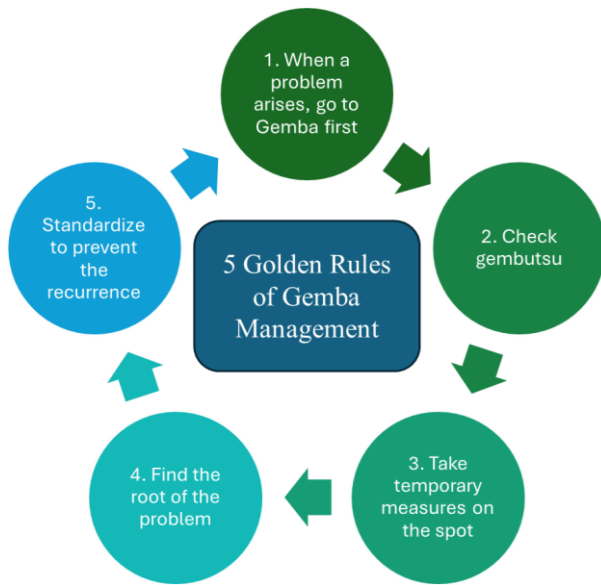 1. When a
problem
arises, go to
Gemba first
2. Check
gembutsu
3. Take
temporary
measures on
the spot
4. Find the
root of the
problem
5.
Standardize
to prevent
the
recurrence
5 Golden Rules
of Gemba
Management